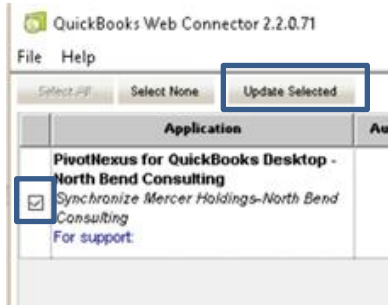 QuickBooks Web Connector 2.2.0.71
File Help
Select All Select None Update Selected
Application Au
PivotNexus for QuickBooks Desktop -
North Bend Consulting
Synchronize Mercer Holdings-North Bend
Consulting
For support: